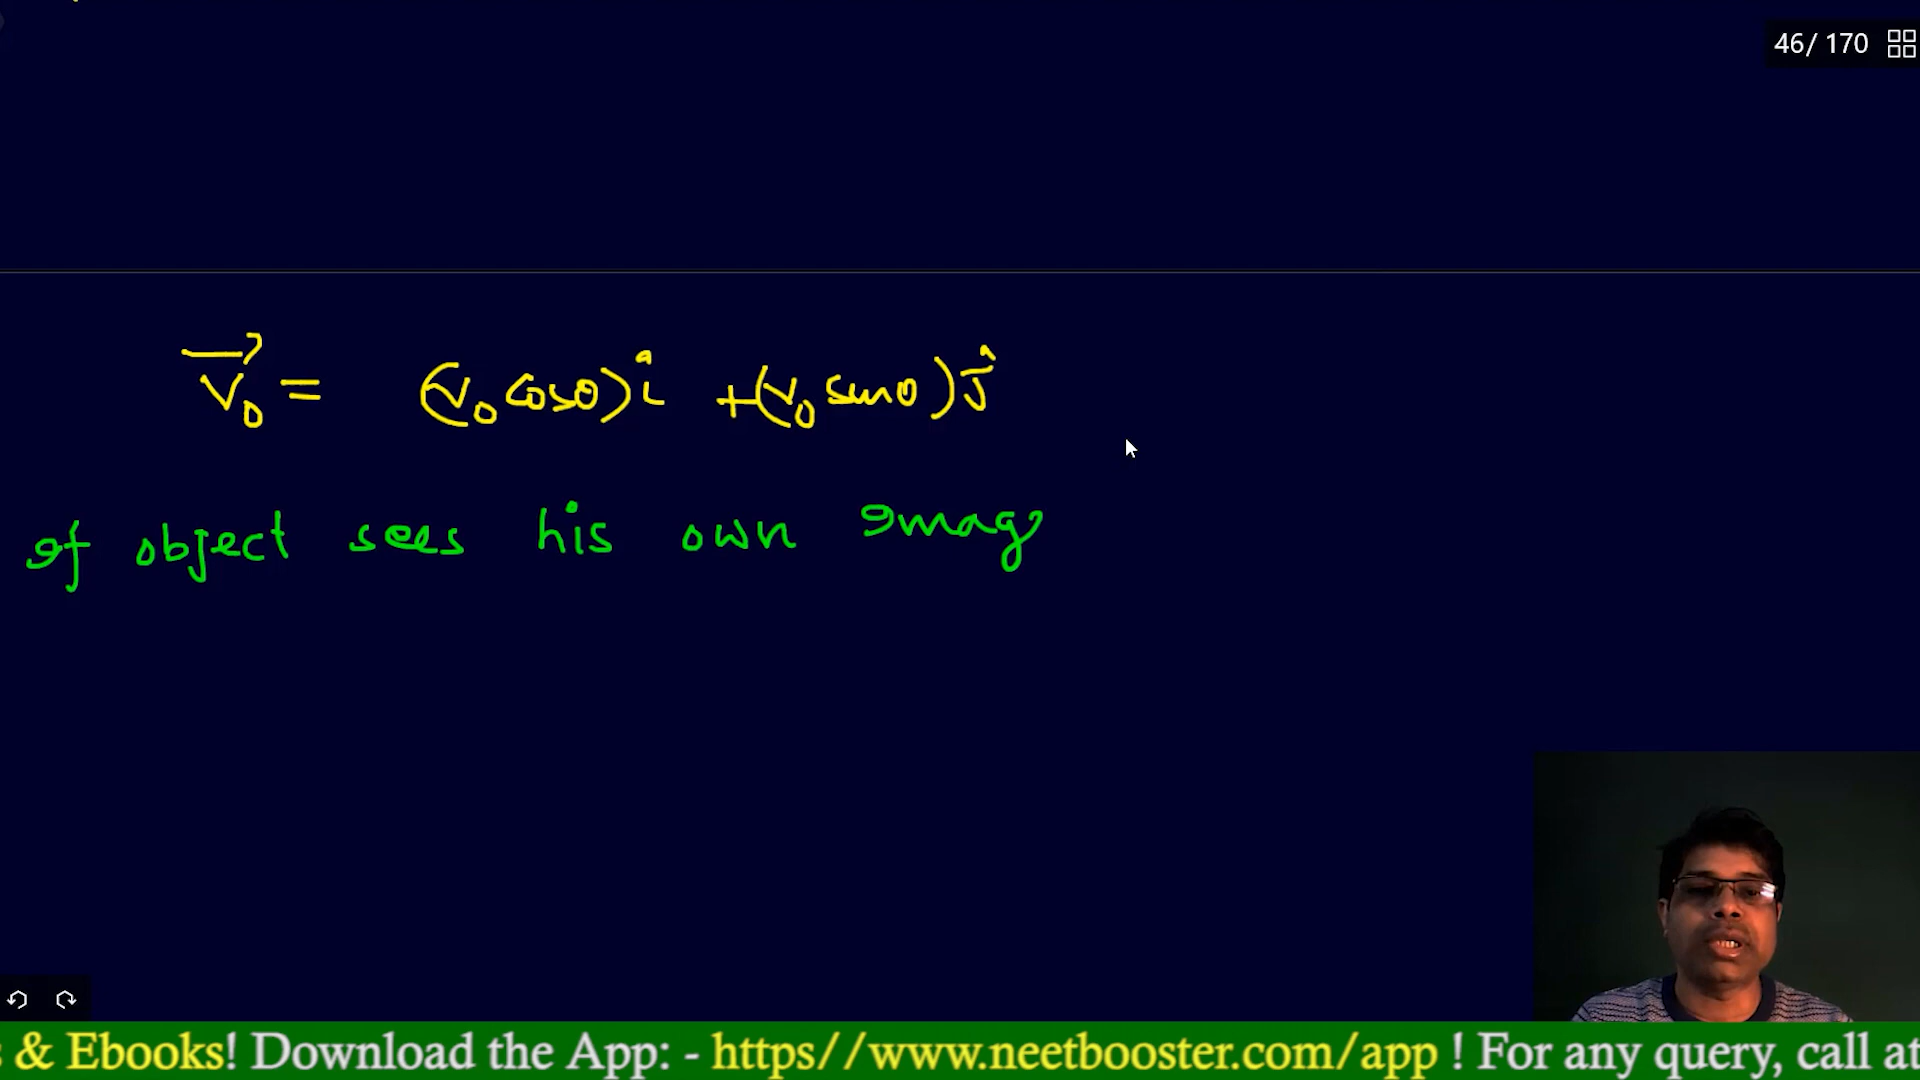 46/ 170
V₀⃗ = (V₀ cosθ) î + (V₀ sinθ) ĵ
If object sees his own Image
& Ebooks! Download the App: - https//www.neetbooster.com/app ! For any query, call at